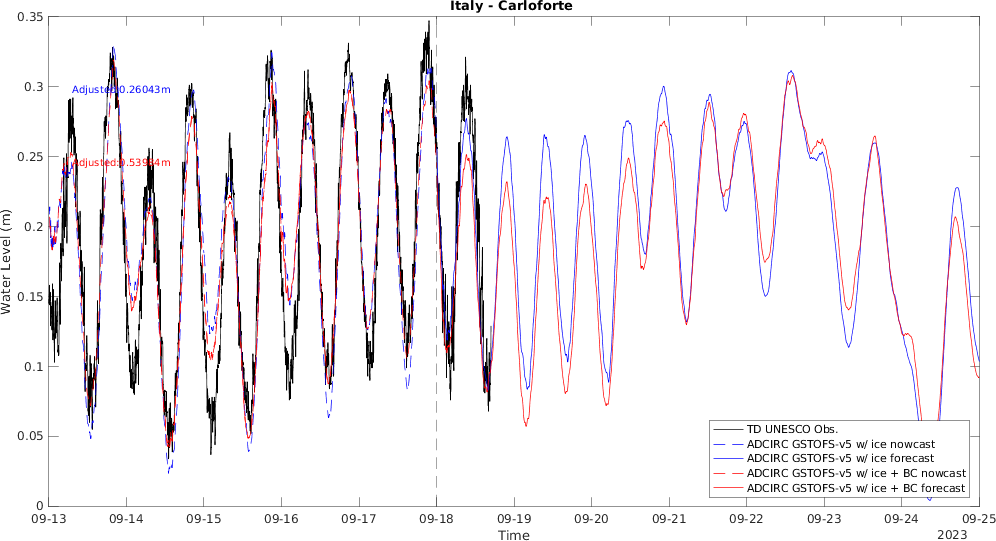 Italy - Carloforte
Water Level (m)
0.35
0.3
0.25
0.2
0.15
0.1
0.05
0
Adjusted:0.26043m
TD UNESCO Obs.
ADCIRC GSTOFS-v5 w/ ice nowcast
ADCIRC GSTOFS-v5 w/ ice forecast
ADCIRC GSTOFS-v5 w/ ice + BC nowcast
ADCIRC GSTOFS-v5 w/ ice + BC forecast
09-13 09-14 09-15 09-16 09-17 09-18 09-19 09-20 09-21 09-22 09-23 09-24 09-25
Time
2023